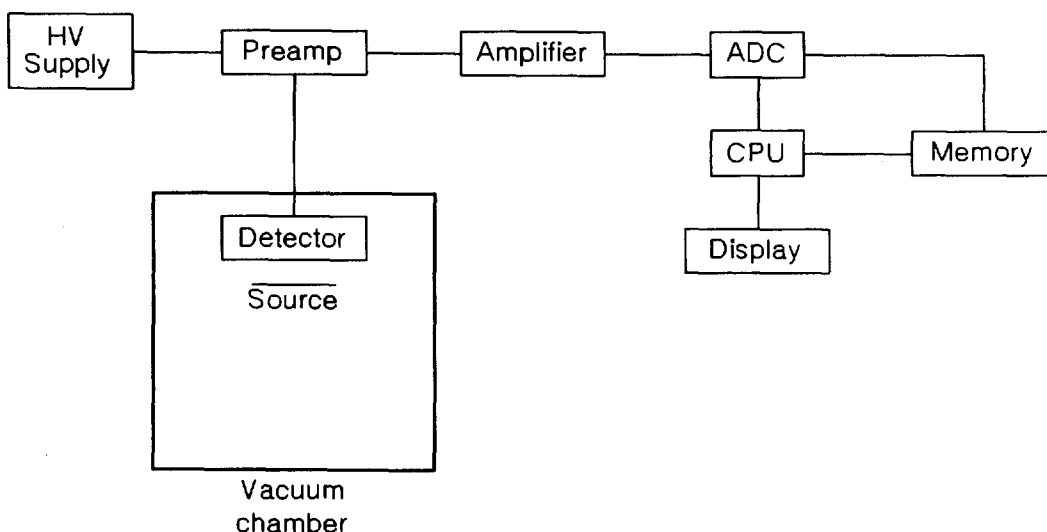 HV
Supply
Preamp
Amplifier
ADC
CPU
Memory
Detector
Display
Source
Vacuum
chamber